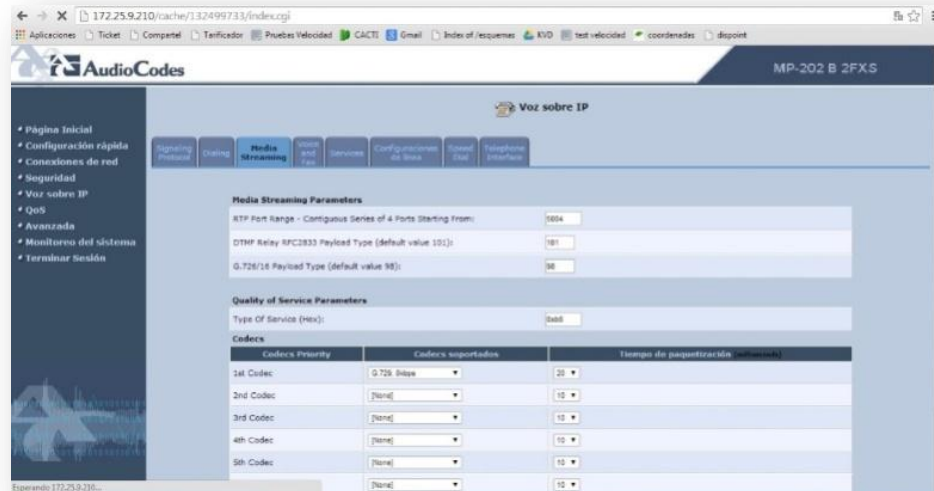 172.25.9.210/cache/132499733/index.cgi
Aplicaciones Ticket Compartel Tarificador Pruebas Velocidad CACTI Gmail Index of /esquemas KVD test velocidad coordenadas dispoint
AudioCodes
MP-202 B 2FXS
Voz sobre IP
Página Inicial
Configuración rápida
Conexiones de red
Seguridad
Voz sobre IP
QoS
Avanzada
Monitoreo del sistema
Terminar Sesión
Signaling Protocol
Dialing
Media Streaming
Voice and Fax
Services
Configuraciones de línea
Speed Dial
Telephone Interface
Media Streaming Parameters
RTP Port Range - Contiguous Series of 4 Ports Starting From: 5004
DTMF Relay RFC2833 Payload Type (default value 101): 101
G.726/16 Payload Type (default value 98): 98
Quality of Service Parameters
Type Of Service (Hex): 0xb8
Codecs
Codecs Priority Codecs soportados Tiempo de paquetización
1st Codec G.729, 8kbps 20
2nd Codec [None] 10
3rd Codec [None] 10
4th Codec [None] 10
5th Codec [None] 10
[None] 10
Esperando 172.25.9.210...